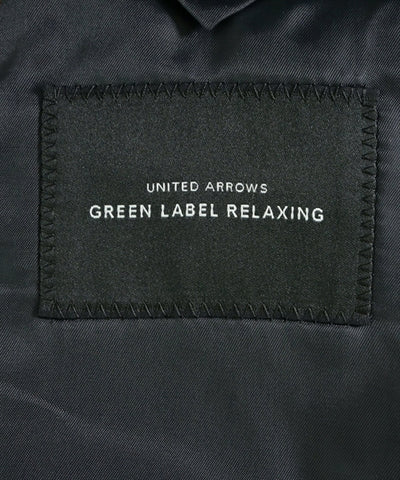 UNITED ARROWS
GREEN LABEL RELAXING